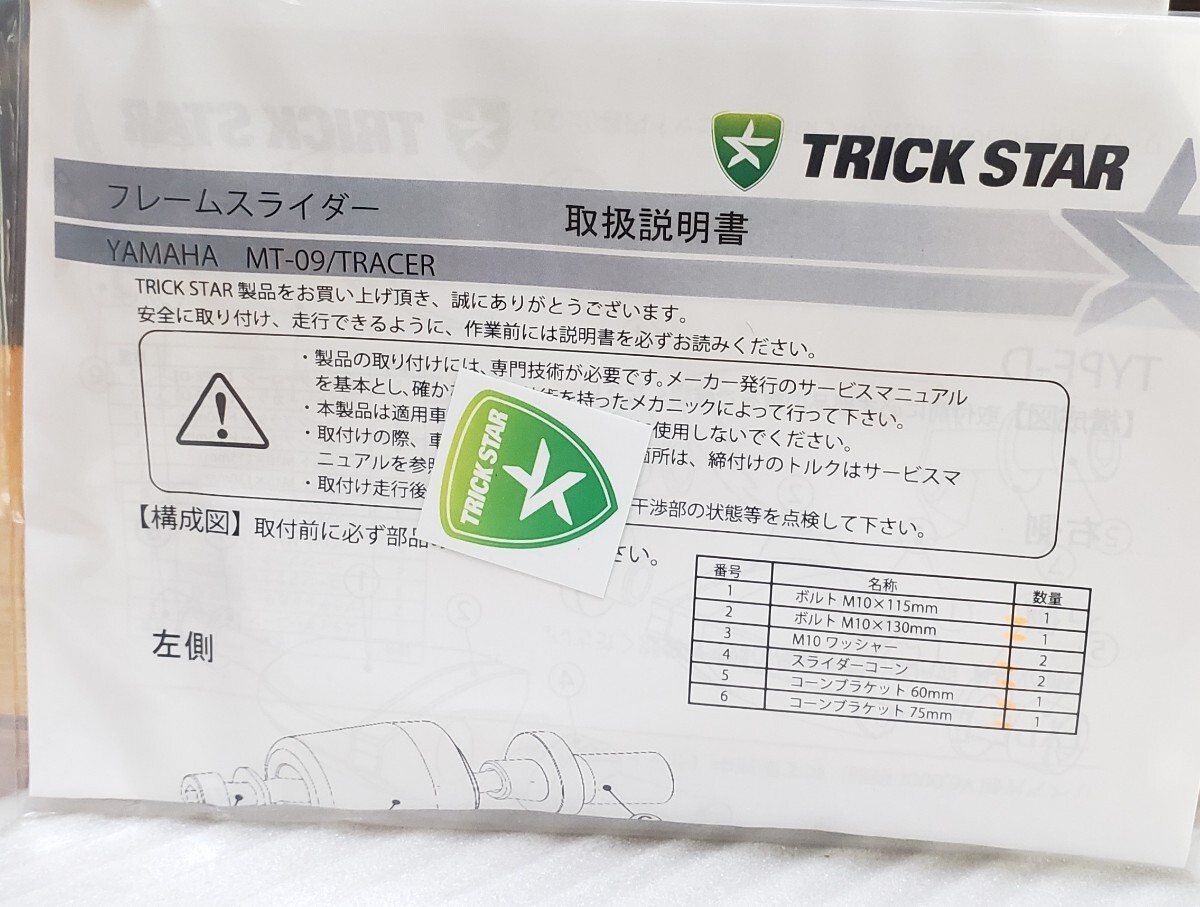 TRICK STAR
フレームスライダー 取扱説明書
YAMAHA MT-09/TRACER
TRICK STAR 製品をお買い上げ頂き、誠にありがとうございます。
安全に取り付け、走行できるように、作業前には説明書を必ずお読みください。
・製品の取り付けには、専門技術が必要です。メーカー発行のサービスマニュアル
を基本とし、確か 術を持ったメカニックによって行って下さい。
・本製品は適用車 使用しないでください。
・取付けの際、車 箇所は、締付けのトルクはサービスマ
ニュアルを参照
・取付け走行後 干渉部の状態等を点検して下さい。
TRICK STAR
【構成図】取付前に必ず部品 さい。
番号 名称 数量
1 ボルト M10×115mm 1
2 ボルト M10×130mm 1
3 M10 ワッシャー 2
4 スライダーコーン 2
5 コーンブラケット 60mm 1
6 コーンブラケット 75mm 1
左側